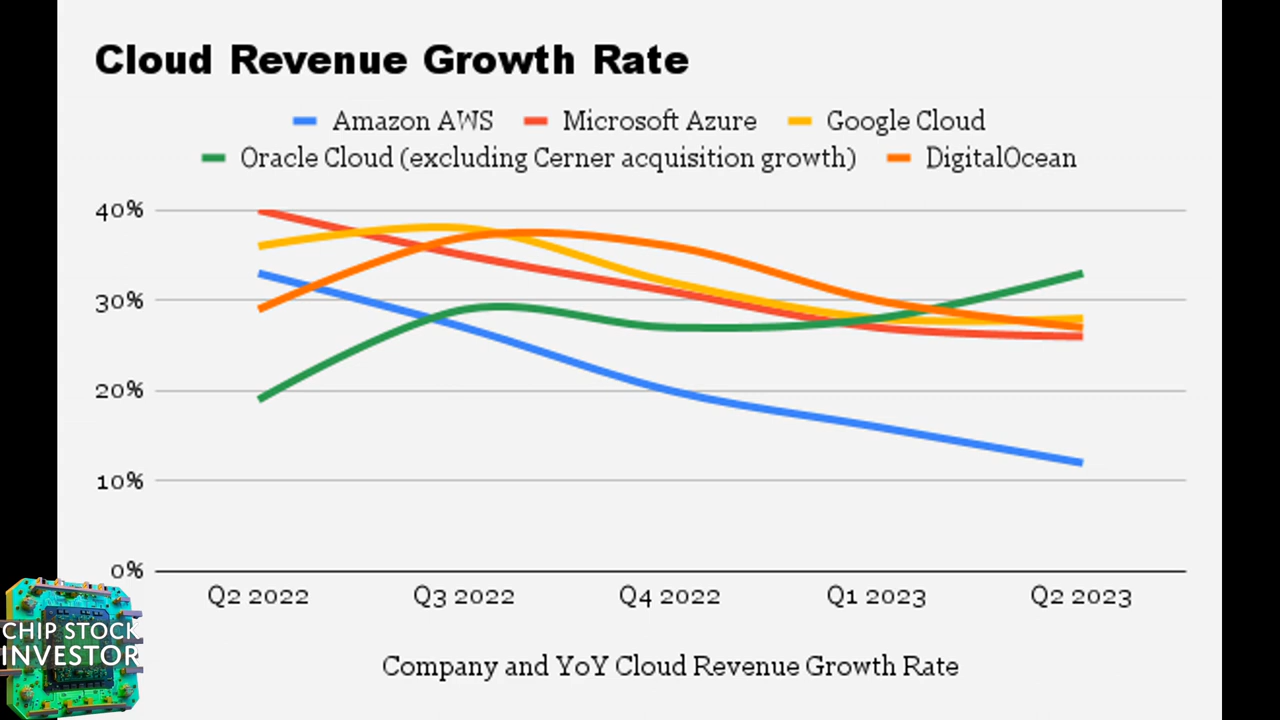 Cloud Revenue Growth Rate
Amazon AWS Microsoft Azure Google Cloud
Oracle Cloud (excluding Cerner acquisition growth) DigitalOcean
40%
30%
20%
10%
0%
Q2 2022 Q3 2022 Q4 2022 Q1 2023 Q2 2023
CHIP STOCK
INVESTOR
Company and YoY Cloud Revenue Growth Rate